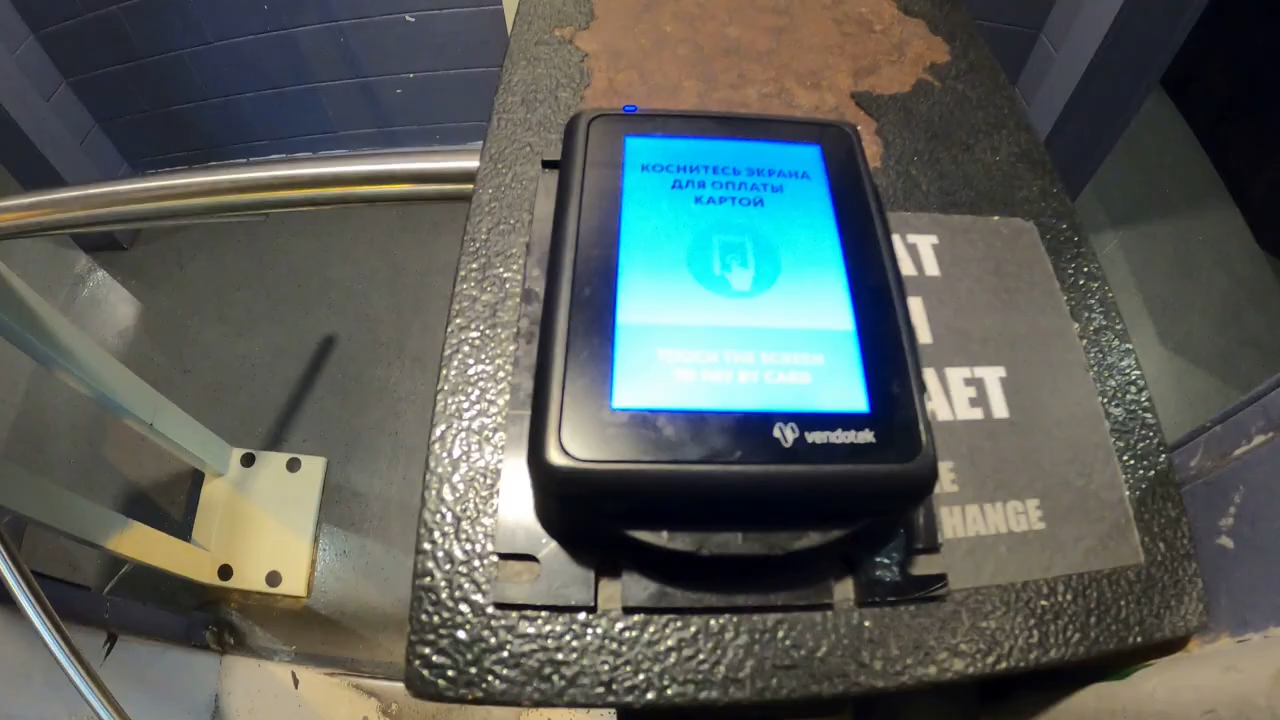 КОСНИТЕСЬ ЭКРАНА
ДЛЯ ОПЛАТЫ
КАРТОЙ
TOUCH THE SCREEN
TO PAY BY CARD
vendotek
АТ
АЕТ
HANGE